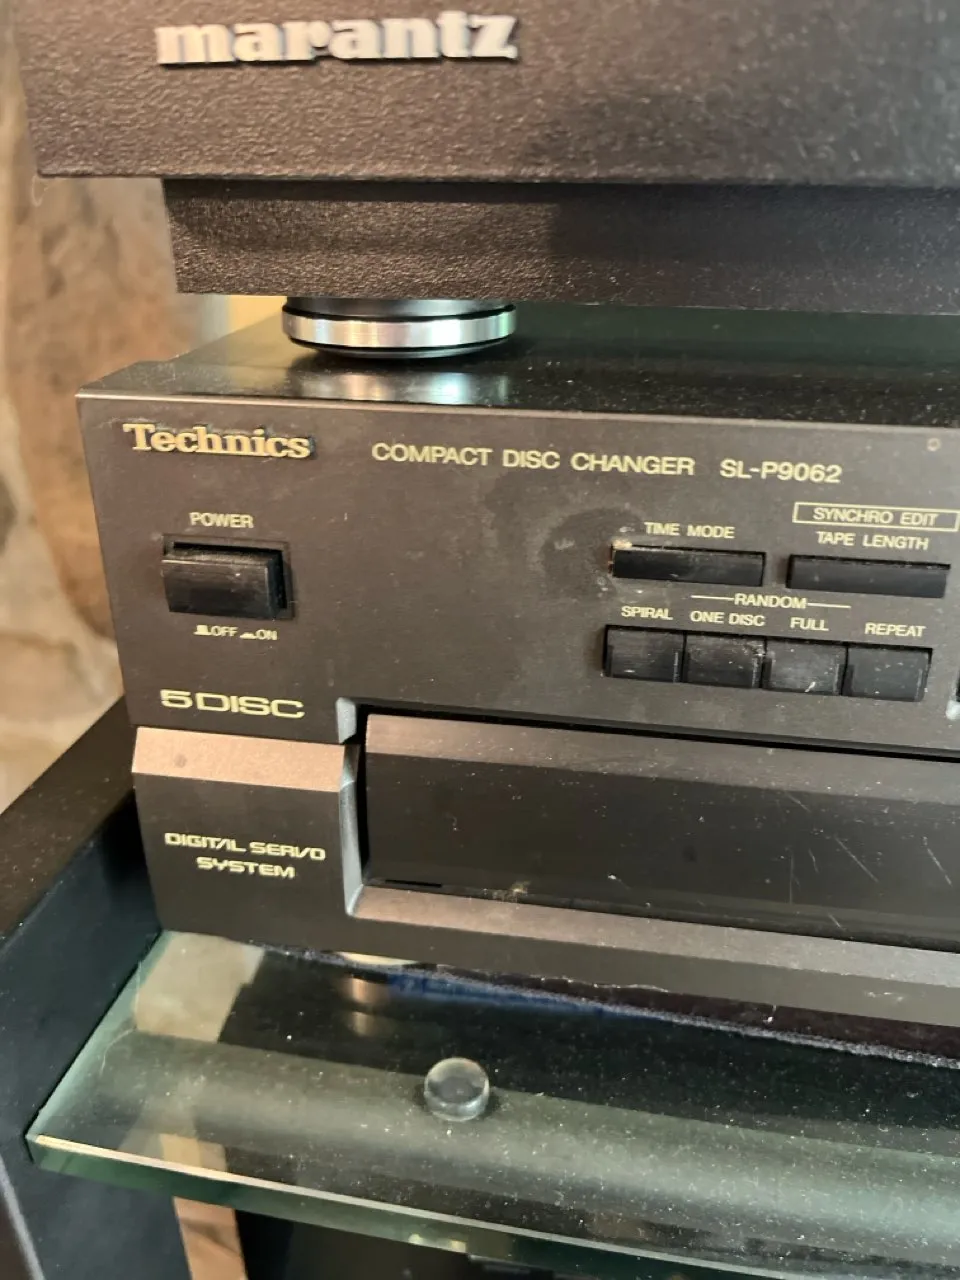 marantz
Technics
COMPACT DISC CHANGER SL-P9062
POWER
OFF ON
TIME MODE
SYNCHRO EDIT
TAPE LENGTH
RANDOM
SPIRAL ONE DISC FULL REPEAT
5 DISC
DIGITAL SERVO
SYSTEM